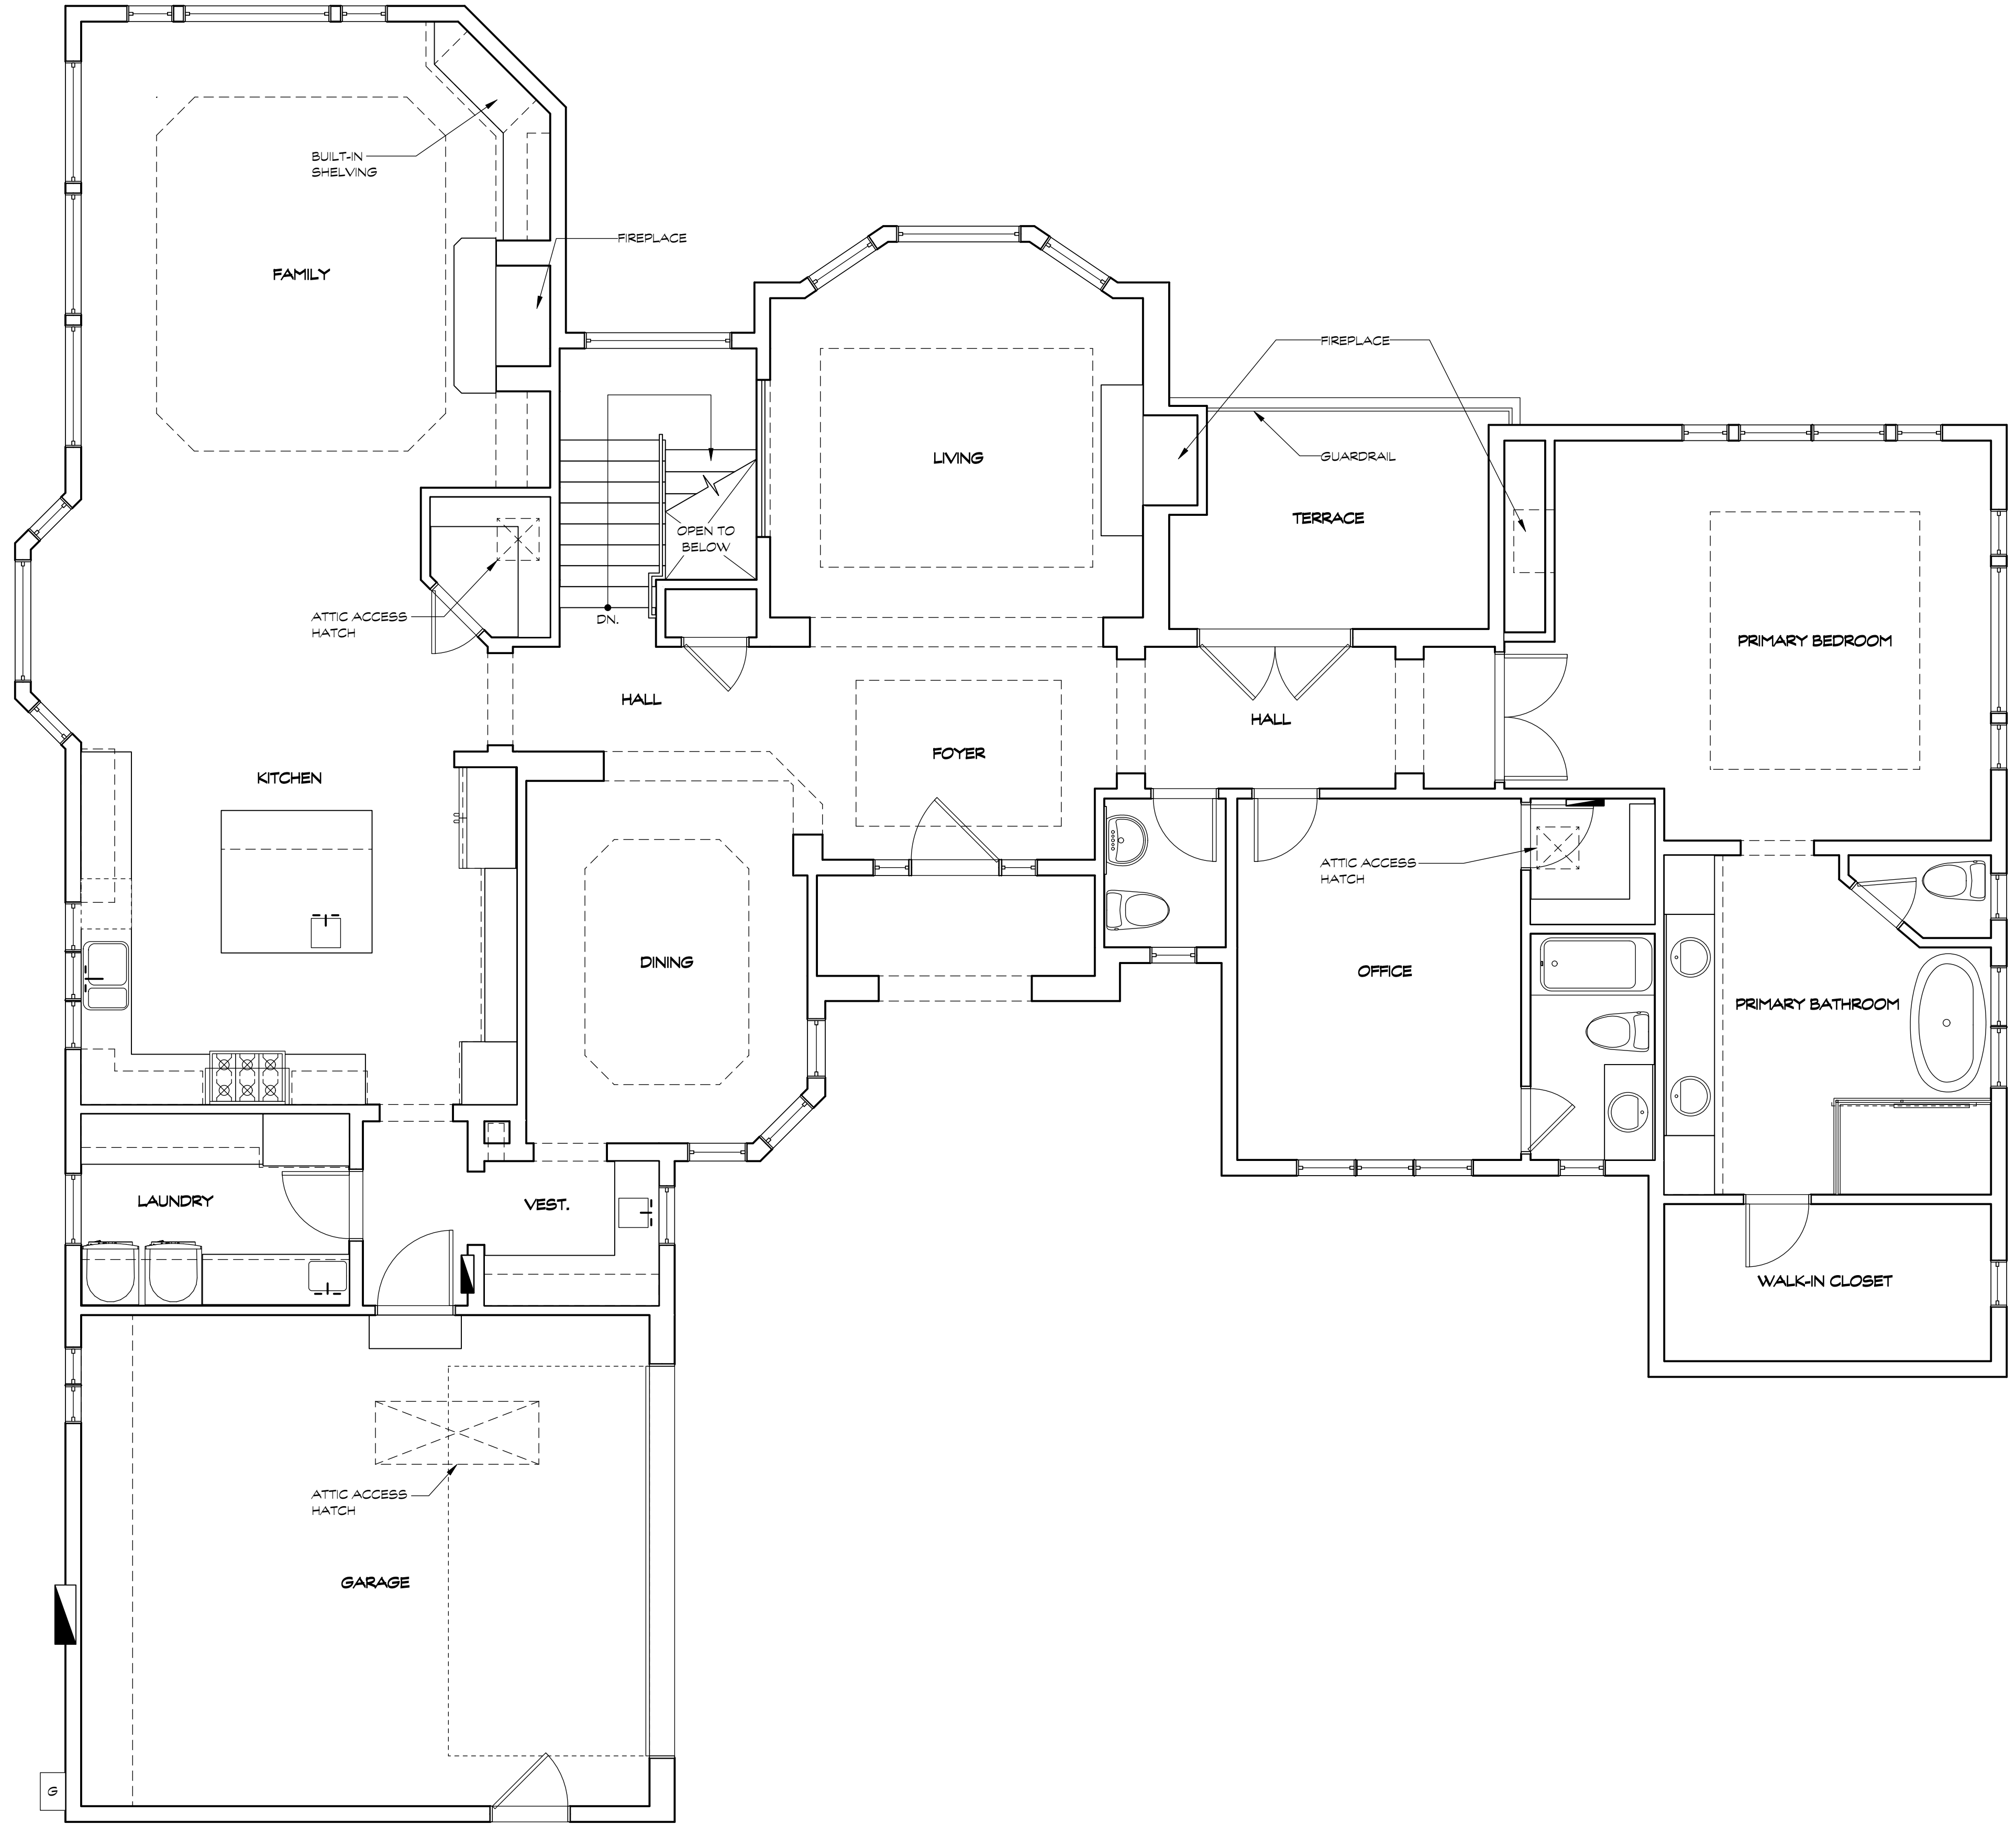 BUILT-IN
SHELVING
FIREPLACE
FAMILY
FIREPLACE
LIVING
GUARDRAIL
TERRACE
OPEN TO
BELOW
ATTIC ACCESS
HATCH
DN.
PRIMARY BEDROOM
HALL
HALL
FOYER
KITCHEN
ATTIC ACCESS
HATCH
DINING
OFFICE
PRIMARY BATHROOM
LAUNDRY
VEST.
WALK-IN CLOSET
ATTIC ACCESS
HATCH
GARAGE
G